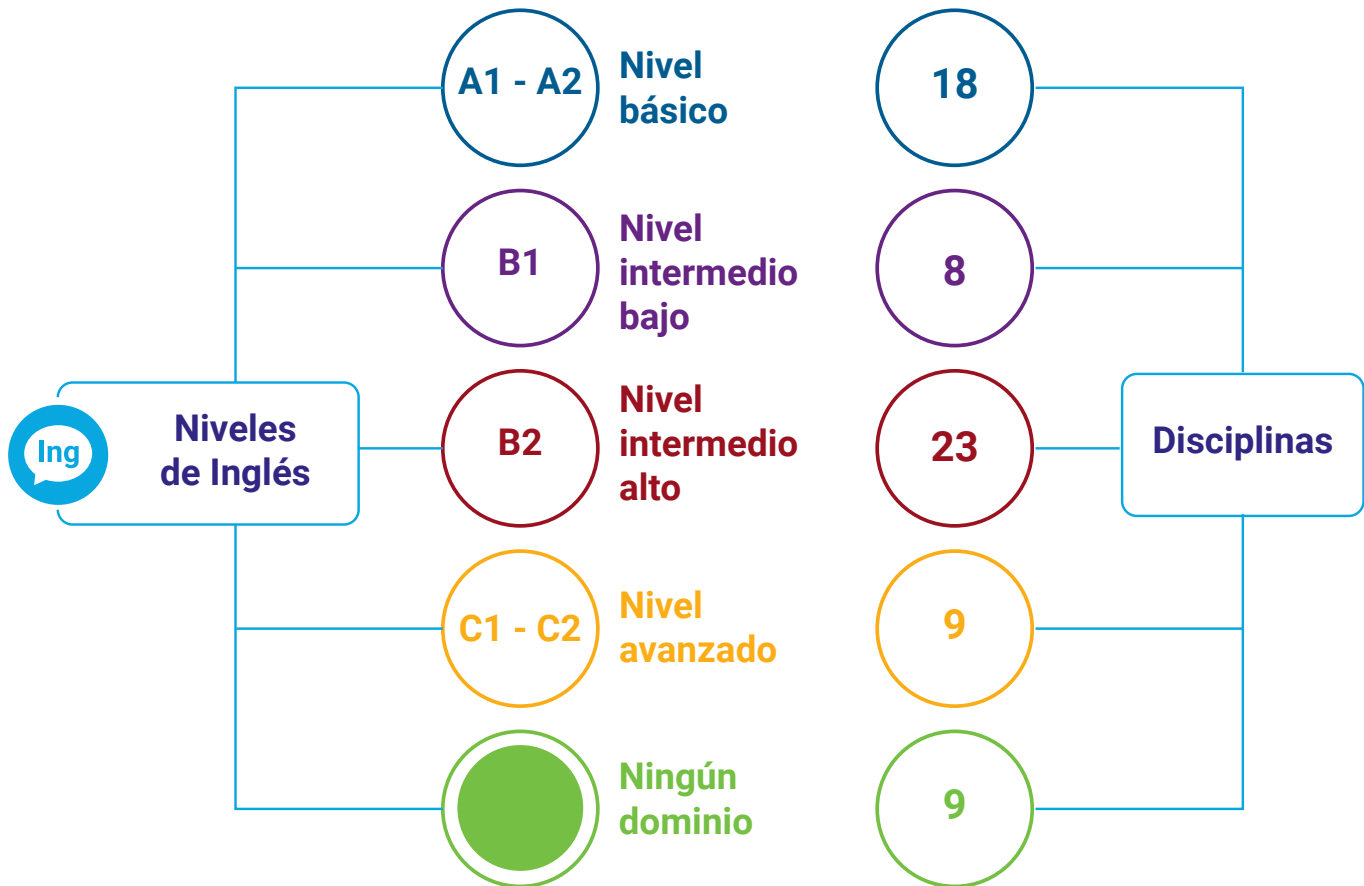 A1 - A2
Nivel
básico
18
B1
Nivel
intermedio
bajo
8
Ing
Niveles
de Inglés
B2
Nivel
intermedio
alto
23
Disciplinas
C1 - C2
Nivel
avanzado
9
Ningún
dominio
9